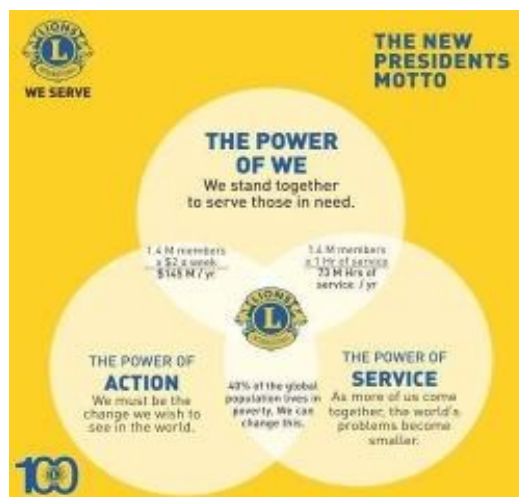 LIONS
L
INTERNATIONAL
WE SERVE
THE NEW
PRESIDENTS
MOTTO
THE POWER
OF WE
We stand together
to serve those in need.
1.4 M members
x $2 a week
$145 M / yr
1.4 M members
x 1 Hr of service
73 M Hrs of
service / yr
LIONS
L
THE POWER OF
ACTION
We must be the
change we wish to
see in the world.
40% of the global
population lives in
poverty. We can
change this.
THE POWER OF
SERVICE
As more of us come
together, the world's
problems become
smaller.
100